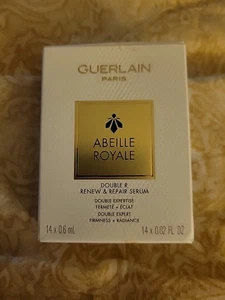 GUERLAIN
PARIS
ABEILLE
ROYALE
DOUBLE R
RENEW & REPAIR SERUM
DOUBLE EXPERTISE
FERMETÉ + ÉCLAT
DOUBLE EXPERT
FIRMNESS + RADIANCE
14 x 0.6 mL 14 x 0.02 FL. OZ